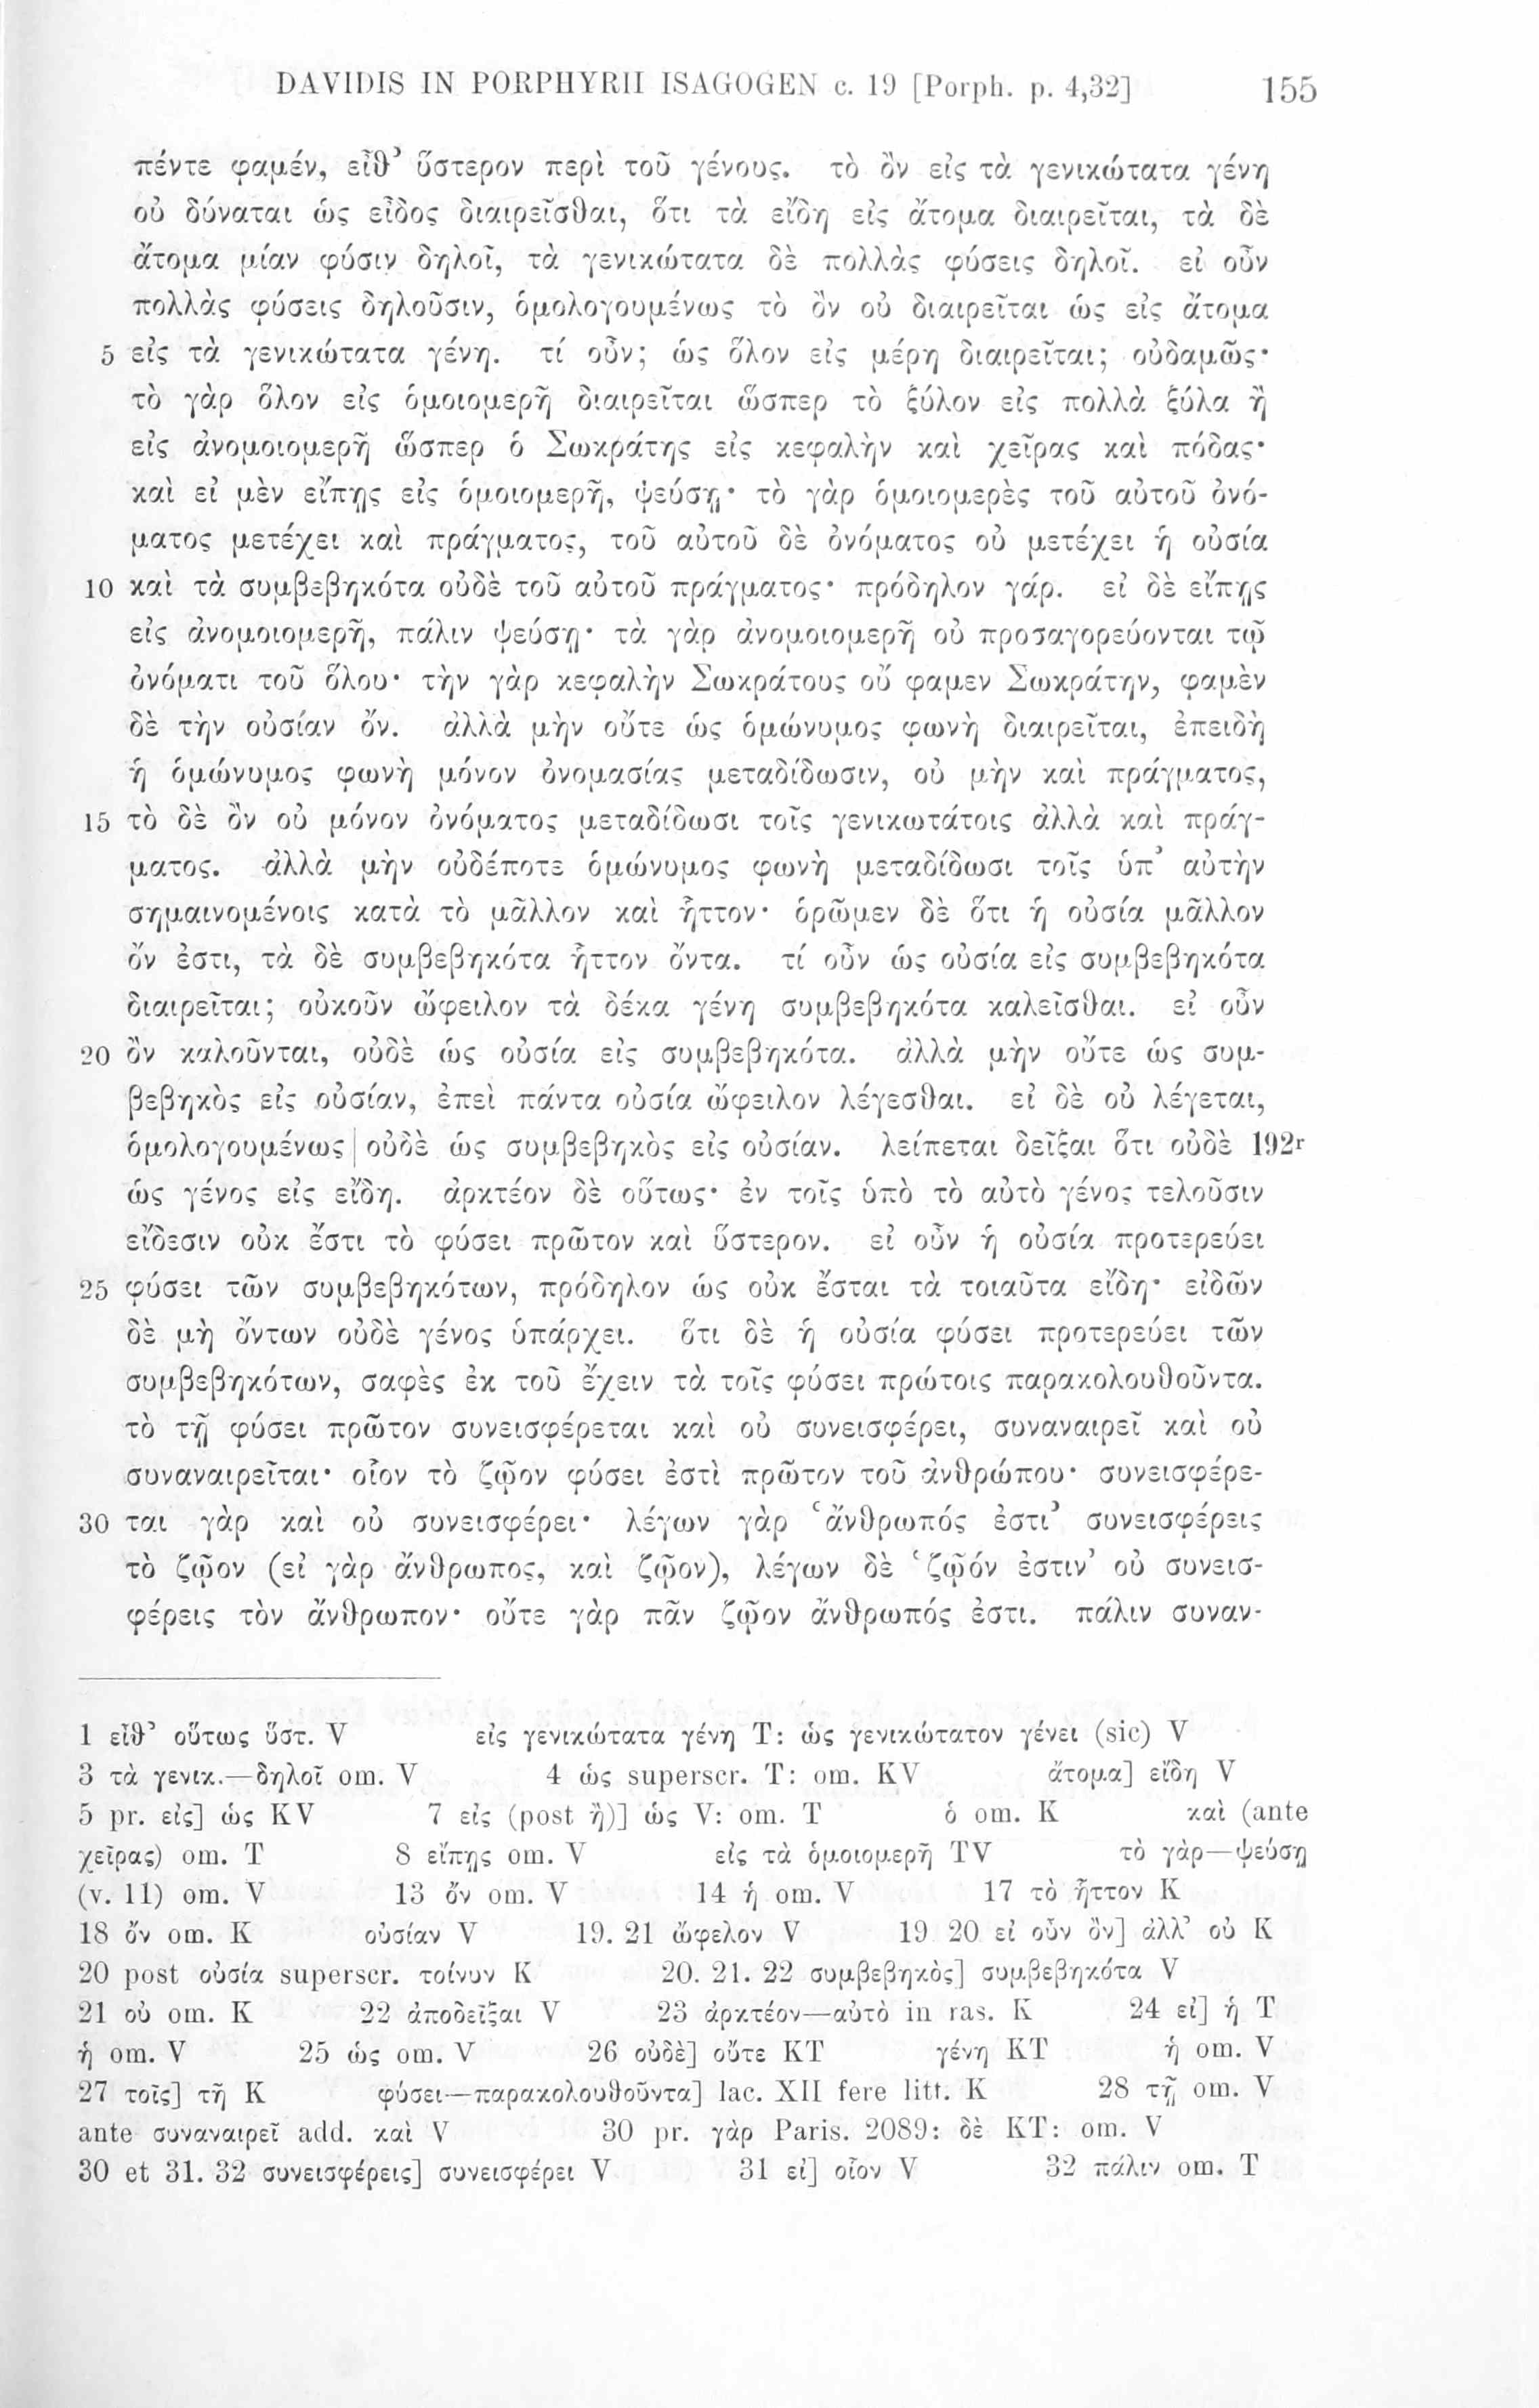 DAVIDIS IN PORPHYRII ISAGOGEN c. 19 [Porph. p. 4,32] 155
πέντε φαμέν, εἶθ’ ὕστερον περὶ τοῦ γένους. τὸ ὂν εἰς τὰ γενικώτατα γένη
οὐ δύναται ὡς εἶδος διαιρεῖσθαι, ὅτι τὰ εἴδη εἰς ἄτομα διαιρεῖται, τὰ δὲ
ἄτομα μίαν φύσιν δηλοῖ, τὰ γενικώτατα δὲ πολλὰς φύσεις δηλοῖ. εἰ οὖν
πολλὰς φύσεις δηλοῦσιν, ὁμολογουμένως τὸ ὂν οὐ διαιρεῖται ὡς εἰς ἄτομα
5 εἰς τὰ γενικώτατα γένη. τί οὖν; ὡς ὅλον εἰς μέρη διαιρεῖται; οὐδαμῶς·
τὸ γὰρ ὅλον εἰς ὁμοιομερῆ διαιρεῖται ὥσπερ τὸ ξύλον εἰς πολλὰ ξύλα ἢ
εἰς ἀνομοιομερῆ ὥσπερ ὁ Σωκράτης εἰς κεφαλὴν καὶ χεῖρας καὶ πόδας·
καὶ εἰ μὲν εἴπῃς εἰς ὁμοιομερῆ, ψεύσῃ· τὸ γὰρ ὁμοιομερὲς τοῦ αὐτοῦ ὀνό-
ματος μετέχει καὶ πράγματος, τοῦ αὐτοῦ δὲ ὀνόματος οὐ μετέχει ἡ οὐσία
10 καὶ τὰ συμβεβηκότα οὐδὲ τοῦ αὐτοῦ πράγματος· πρόδηλον γάρ. εἰ δὲ εἴπῃς
εἰς ἀνομοιομερῆ, πάλιν ψεύσῃ· τὰ γὰρ ἀνομοιομερῆ οὐ προσαγορεύονται τῷ
ὀνόματι τοῦ ὅλου· τὴν γὰρ κεφαλὴν Σωκράτους οὔ φαμεν Σωκράτην, φαμὲν
δὲ τὴν οὐσίαν ὄν. ἀλλὰ μὴν οὔτε ὡς ὁμώνυμος φωνὴ διαιρεῖται, ἐπειδὴ
ἡ ὁμώνυμος φωνὴ μόνον ὀνομασίας μεταδίδωσιν, οὐ μὴν καὶ πράγματος,
15 τὸ δὲ ὂν οὐ μόνον ὀνόματος μεταδίδωσι τοῖς γενικωτάτοις ἀλλὰ καὶ πράγ-
ματος. ἀλλὰ μὴν οὐδέποτε ὁμώνυμος φωνὴ μεταδίδωσι τοῖς ὑπ’ αὐτὴν
σημαινομένοις κατὰ τὸ μᾶλλον καὶ ἧττον· ὁρῶμεν δὲ ὅτι ἡ οὐσία μᾶλλον
ὄν ἐστι, τὰ δὲ συμβεβηκότα ἧττον ὄντα. τί οὖν ὡς οὐσία εἰς συμβεβηκότα
διαιρεῖται; οὐκοῦν ὤφειλον τὰ δέκα γένη συμβεβηκότα καλεῖσθαι. εἰ οὖν
20 ὂν καλοῦνται, οὐδὲ ὡς οὐσία εἰς συμβεβηκότα. ἀλλὰ μὴν οὔτε ὡς συμ-
βεβηκὸς εἰς οὐσίαν, ἐπεὶ πάντα οὐσία ὤφειλον λέγεσθαι. εἰ δὲ οὐ λέγεται,
ὁμολογουμένως | οὐδὲ ὡς συμβεβηκὸς εἰς οὐσίαν. λείπεται δεῖξαι ὅτι οὐδὲ 192r
ὡς γένος εἰς εἴδη. ἀρκτέον δὲ οὕτως· ἐν τοῖς ὑπὸ τὸ αὐτὸ γένος τελοῦσιν
εἴδεσιν οὐκ ἔστι τὸ φύσει πρῶτον καὶ ὕστερον. εἰ οὖν ἡ οὐσία προτερεύει
25 φύσει τῶν συμβεβηκότων, πρόδηλον ὡς οὐκ ἔσται τὰ τοιαῦτα εἴδη· εἰδῶν
δὲ μὴ ὄντων οὐδὲ γένος ὑπάρχει. ὅτι δὲ ἡ οὐσία φύσει προτερεύει τῶν
συμβεβηκότων, σαφὲς ἐκ τοῦ ἔχειν τὰ τοῖς φύσει πρώτοις παρακολουθοῦντα.
τὸ τῇ φύσει πρῶτον συνεισφέρεται καὶ οὐ συνεισφέρει, συναναιρεῖ καὶ οὐ
συναναιρεῖται· οἷον τὸ ζῷον φύσει ἐστὶ πρῶτον τοῦ ἀνθρώπου· συνεισφέρε-
30 ται γὰρ καὶ οὐ συνεισφέρει· λέγων γὰρ ‘ἄνθρωπός ἐστι’ συνεισφέρεις
τὸ ζῷον (εἰ γὰρ ἄνθρωπος, καὶ ζῷον), λέγων δὲ ‘ζῷόν ἐστιν’ οὐ συνεισ-
φέρεις τὸν ἄνθρωπον· οὔτε γὰρ πᾶν ζῷον ἄνθρωπός ἐστι. πάλιν συναν-
1 εἶθ’ οὕτως ὕστ. V εἰς γενικώτατα γένη T: ὡς γενικώτατον γένει (sic) V
3 τὰ γενικ.—δηλοῖ om. V 4 ὡς superscr. T: om. KV ἄτομα] εἴδη V
5 pr. εἰς] ὡς KV 7 εἰς (post ἢ)] ὡς V: om. T ὁ om. K καὶ (ante
χεῖρας) om. T 8 εἴπῃς om. V εἰς τὰ ὁμοιομερῆ TV τὸ γὰρ—ψεύσῃ
(v. 11) om. V 13 ὄν om. V 14 ἡ om. V 17 τὸ ἧττον K
18 ὄν om. K οὐσίαν V 19. 21 ὤφελον V 19 20 εἰ οὖν ὂν] ἀλλ’ οὐ K
20 post οὐσία superscr. τοίνυν K 20. 21. 22 συμβεβηκὸς] συμβεβηκότα V
21 οὐ om. K 22 ἀποδεῖξαι V 23 ἀρκτέον—αὐτὸ in ras. K 24 εἰ] ἡ T
ἡ om. V 25 ὡς om. V 26 οὐδὲ] οὔτε KT γένη KT ἡ om. V
27 τοῖς] τῆ K φύσει—παρακολουθοῦντα] lac. XII fere litt. K 28 τῇ om. V
ante συναναιρεῖ add. καὶ V 30 pr. γὰρ Paris. 2089: δὲ KT: om. V
30 et 31. 32 συνεισφέρεις] συνεισφέρει V 31 εἰ] οἷον V 32 πάλιν om. T